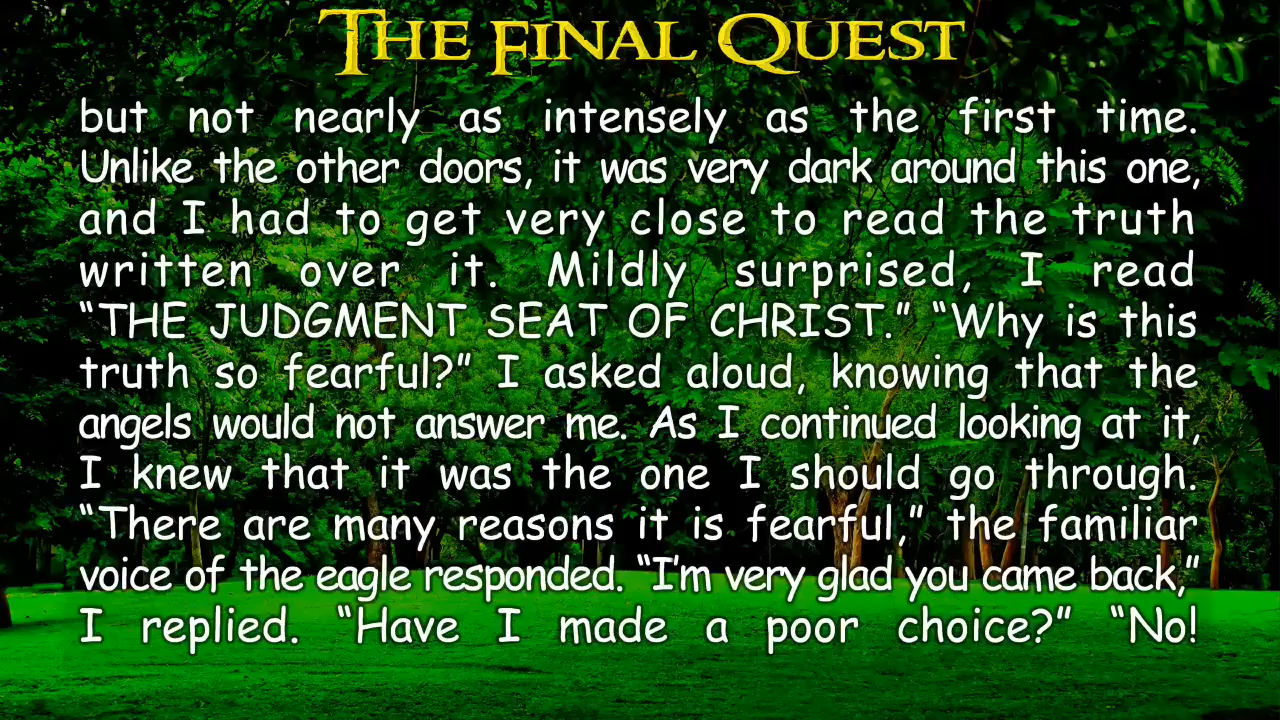 The Final Quest
but not nearly as intensely as the first time.
Unlike the other doors, it was very dark around this one,
and I had to get very close to read the truth
written over it. Mildly surprised, I read
“THE JUDGMENT SEAT OF CHRIST.” “Why is this
truth so fearful?” I asked aloud, knowing that the
angels would not answer me. As I continued looking at it,
I knew that it was the one I should go through.
“There are many reasons it is fearful,” the familiar
voice of the eagle responded. “I’m very glad you came back,”
I replied. “Have I made a poor choice?” “No!